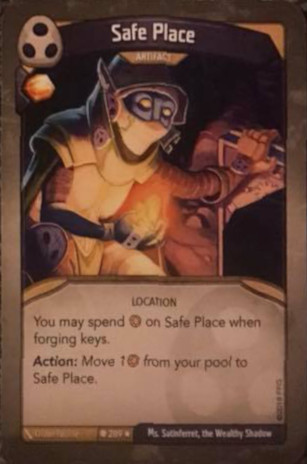 Safe Place
ARTIFACT
LOCATION
You may spend on Safe Place when
forging keys.
Action: Move 1 from your pool to
Safe Place.
Ms. Satinferret, the Wealthy Shadow